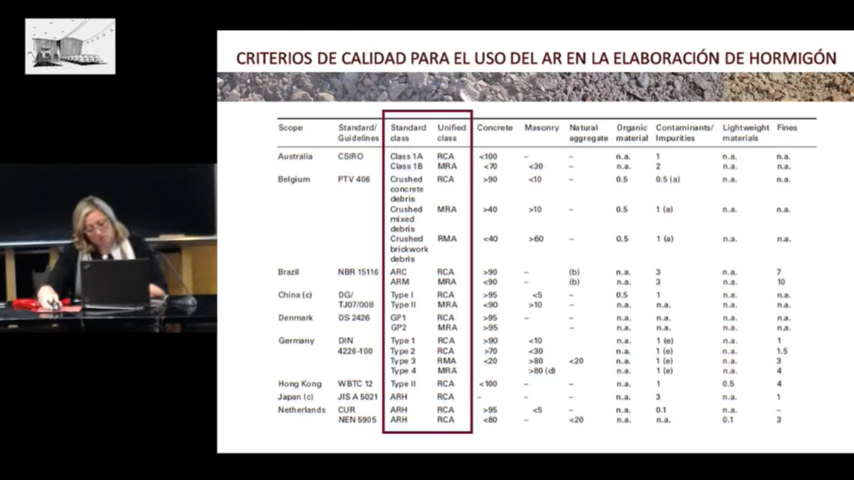 CRITERIOS DE CALIDAD PARA EL USO DEL AR EN LA ELABORACIÓN DE HORMIGÓN
Scope Standard/ Guidelines Standard class Unified class Concrete Masonry Natural aggregate Organic material Contaminants/ Impurities Lightweight materials Fines
Australia CSIRO Class 1A RCA <100 – – n.a. 1 n.a. n.a.
Class 1B MRA <70 <30 – n.a. 2 n.a. n.a.
Belgium PTV 406 Crushed concrete debris RCA >90 <10 – 0.5 0.5 (a) n.a. n.a.
Crushed mixed debris MRA >40 >10 – 0.5 1 (a) n.a. n.a.
Crushed brickwork debris RMA <40 >60 – 0.5 1 (a) n.a. n.a.
Brazil NBR 15116 ARC RCA >90 – (b) n.a. 3 n.a. 7
ARM MRA <90 – (b) n.a. 3 n.a. 10
China (c) DG/ Type I RCA >95 <5 – 0.5 1 n.a. n.a.
TJ07/008 Type II MRA <90 >10 – n.a. n.a. n.a. n.a.
Denmark DS 2426 GP1 RCA >95 – – n.a. n.a. n.a. n.a.
GP2 MRA >95 – n.a. n.a. n.a. n.a.
Germany DIN Type 1 RCA >90 <10 n.a. 1 (e) n.a. 1
4226-100 Type 2 RCA >70 <30 n.a. 1 (e) n.a. 1.5
Type 3 RMA <20 >80 <20 n.a. 1 (e) n.a. 3
Type 4 MRA >80 (d) n.a. 1 (e) n.a. 4
Hong Kong WBTC 12 Type II RCA <100 – – n.a. 1 0.5 4
Japan (c) JIS A 5021 ARH RCA – – – n.a. 3 n.a. 1
Netherlands CUR ARH RCA >95 <5 – n.a. 0.1 n.a. –
NEN 5905 ARH RCA <80 – <20 n.a. n.a. 0.1 3